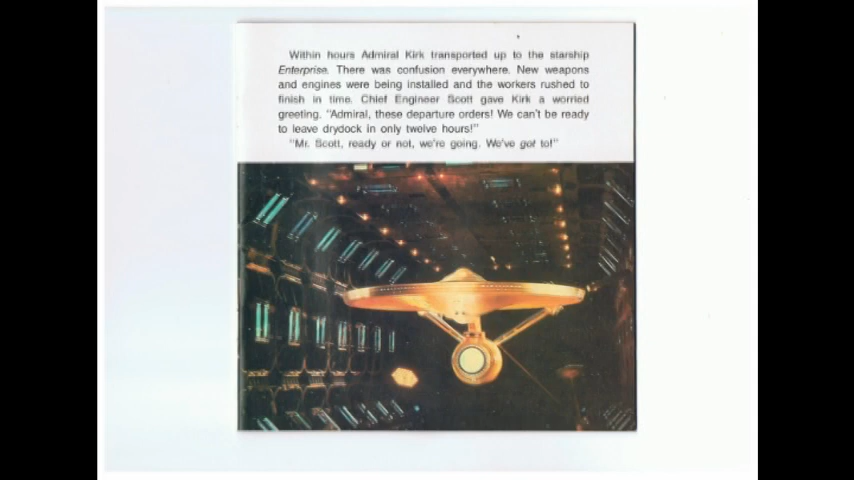 Within hours Admiral Kirk transported up to the starship
Enterprise. There was confusion everywhere. New weapons
and engines were being installed and the workers rushed to
finish in time. Chief Engineer Scott gave Kirk a worried
greeting. "Admiral, these departure orders! We can't be ready
to leave drydock in only twelve hours!"
"Mr. Scott, ready or not, we're going. We've got to!"